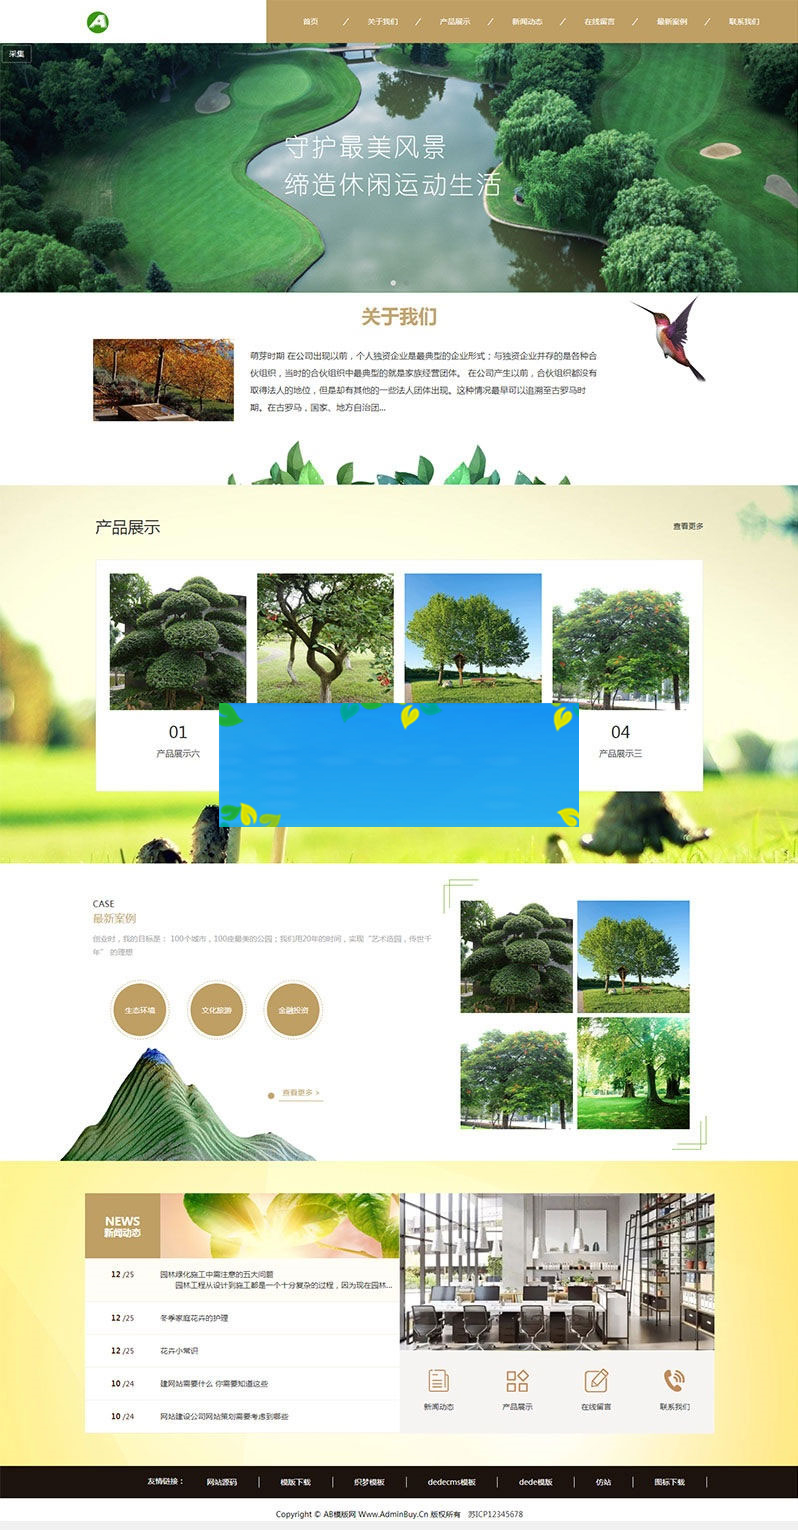 首页 / 关于我们 / 产品展示 / 新闻动态 / 在线留言 / 最新案例 / 联系我们
采集
守护最美风景
缔造休闲运动生活
关于我们
萌芽时期 在公司出现以前，个人独资企业是最典型的企业形式；与独资企业并存的是各种合
伙组织，当时的合伙组织中最典型的就是家族经营团体。 在公司产生以前，合伙组织都没有
取得法人的地位，但是却有其他的一些法人团体出现。这种情况最早可以追溯至古罗马时
期。在古罗马，国家、地方自治团...
产品展示
查看更多
01
产品展示六
04
产品展示三
CASE
最新案例
创业时，我的目标是： 100个城市，100座最美的公园；我们用20年的时间，实现“艺术造园，传世千
年” 的理想
生态环境
文化旅游
金融投资
查看更多 >
NEWS
新闻动态
12 /25 园林绿化施工中需注意的五大问题
园林工程从设计到施工都是一个十分复杂的过程，因为现在园林...
12 /25 冬季家庭花卉的护理
12 /25 花卉小常识
10 /24 建网站需要什么 你需要知道这些
10 /24 网站建设公司网站策划需要考虑到哪些
新闻动态
产品展示
在线留言
联系我们
友情链接： 网站源码 | 模版下载 | 织梦模板 | dedecms模板 | dede模版 | 仿站 | 图标下载 |
Copyright © AB模版网 Www.AdminBuy.Cn 版权所有 苏ICP12345678